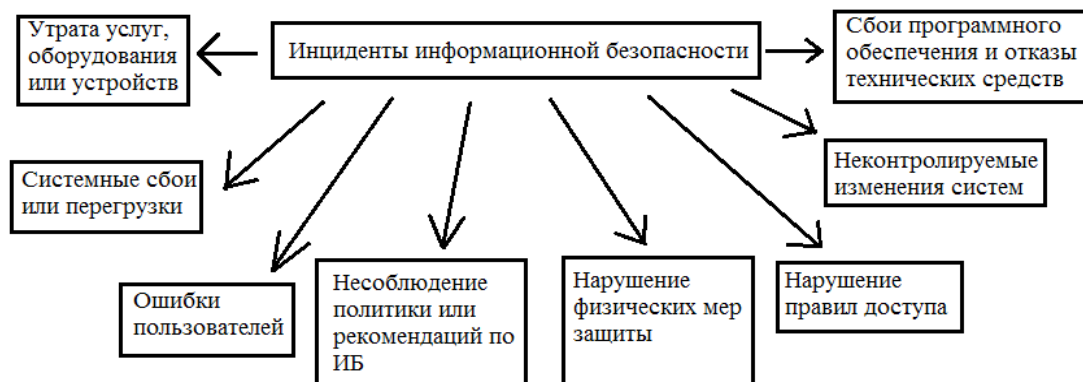 Инциденты информационной безопасности
Утрата услуг,
оборудования
или устройств
Сбои программного
обеспечения и отказы
технических средств
Системные сбои
или перегрузки
Неконтролируемые
изменения систем
Ошибки
пользователей
Несоблюдение
политики или
рекомендаций по
ИБ
Нарушение
физических мер
защиты
Нарушение
правил доступа